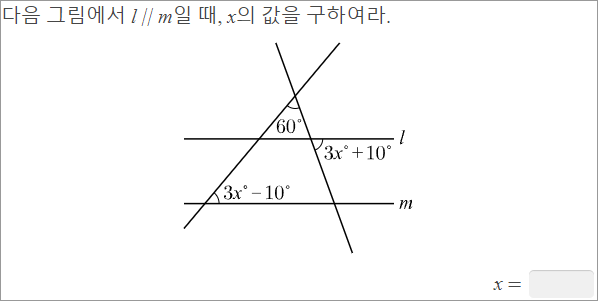 다음 그림에서 l // m일 때, x의 값을 구하여라.
60°
l
3x°+10°
3x°−10°
m
x =